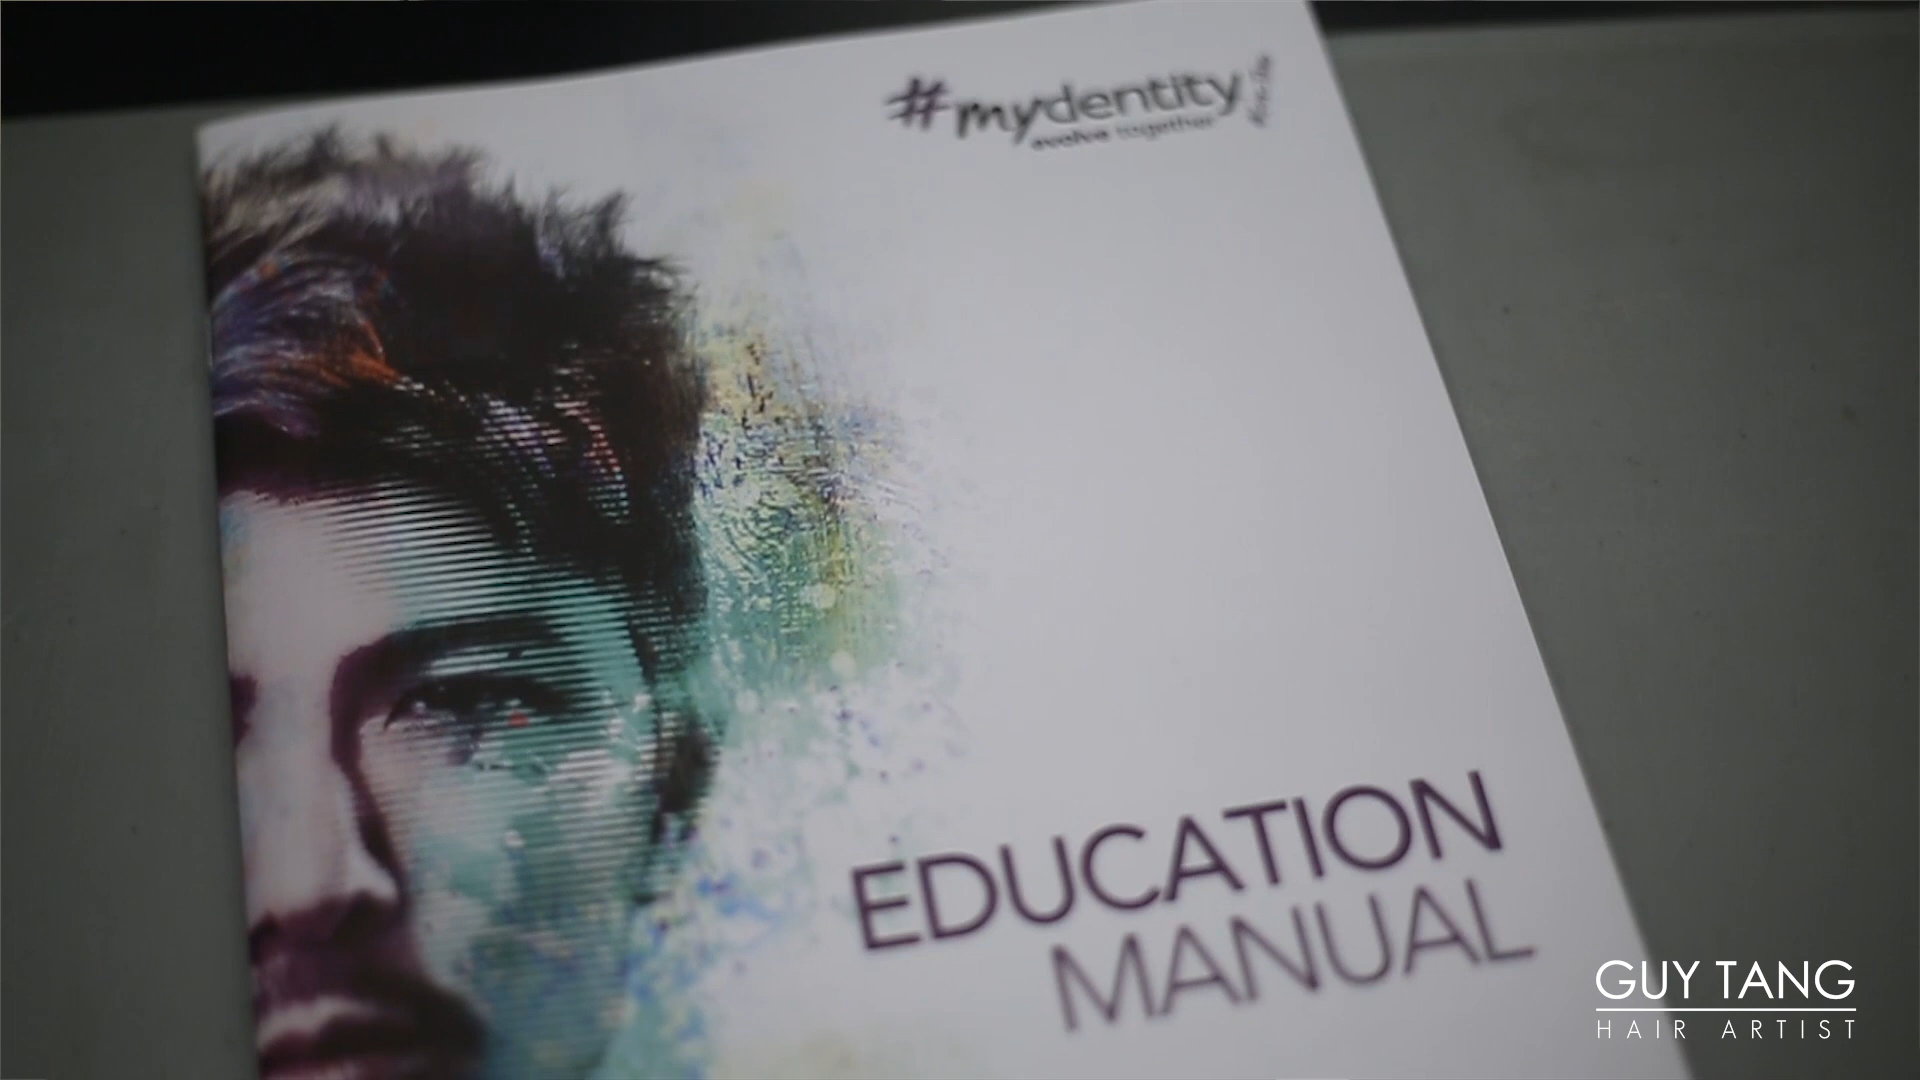 #mydentity
evolve together
EDUCATION
MANUAL
GUY TANG
HAIR ARTIST